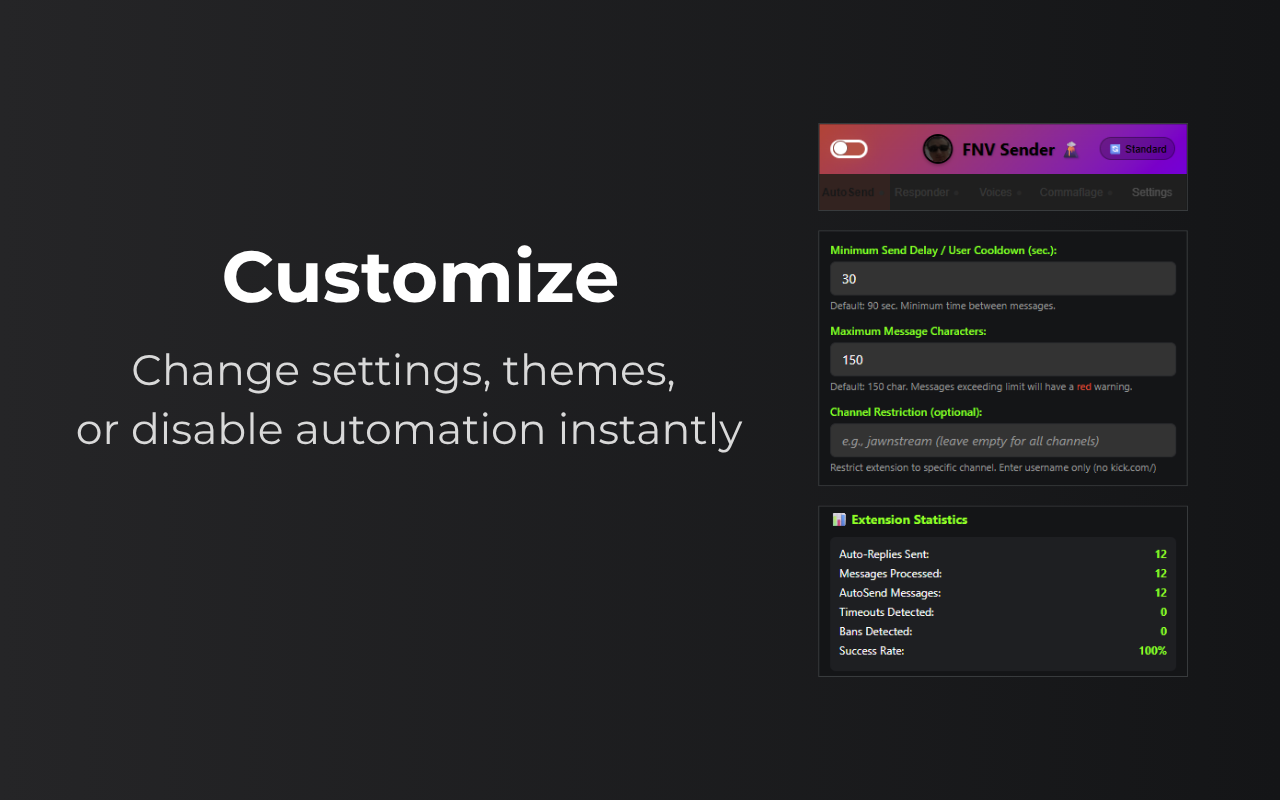 Customize
Change settings, themes,
or disable automation instantly
FNV Sender
Standard
AutoSend Responder Voices Commaflage Settings
Minimum Send Delay / User Cooldown (sec.):
30
Default: 90 sec. Minimum time between messages.
Maximum Message Characters:
150
Default: 150 char. Messages exceeding limit will have a red warning.
Channel Restriction (optional):
e.g., jawnstream (leave empty for all channels)
Restrict extension to specific channel. Enter username only (no kick.com/)
Extension Statistics
Auto-Replies Sent: 12
Messages Processed: 12
AutoSend Messages: 12
Timeouts Detected: 0
Bans Detected: 0
Success Rate: 100%